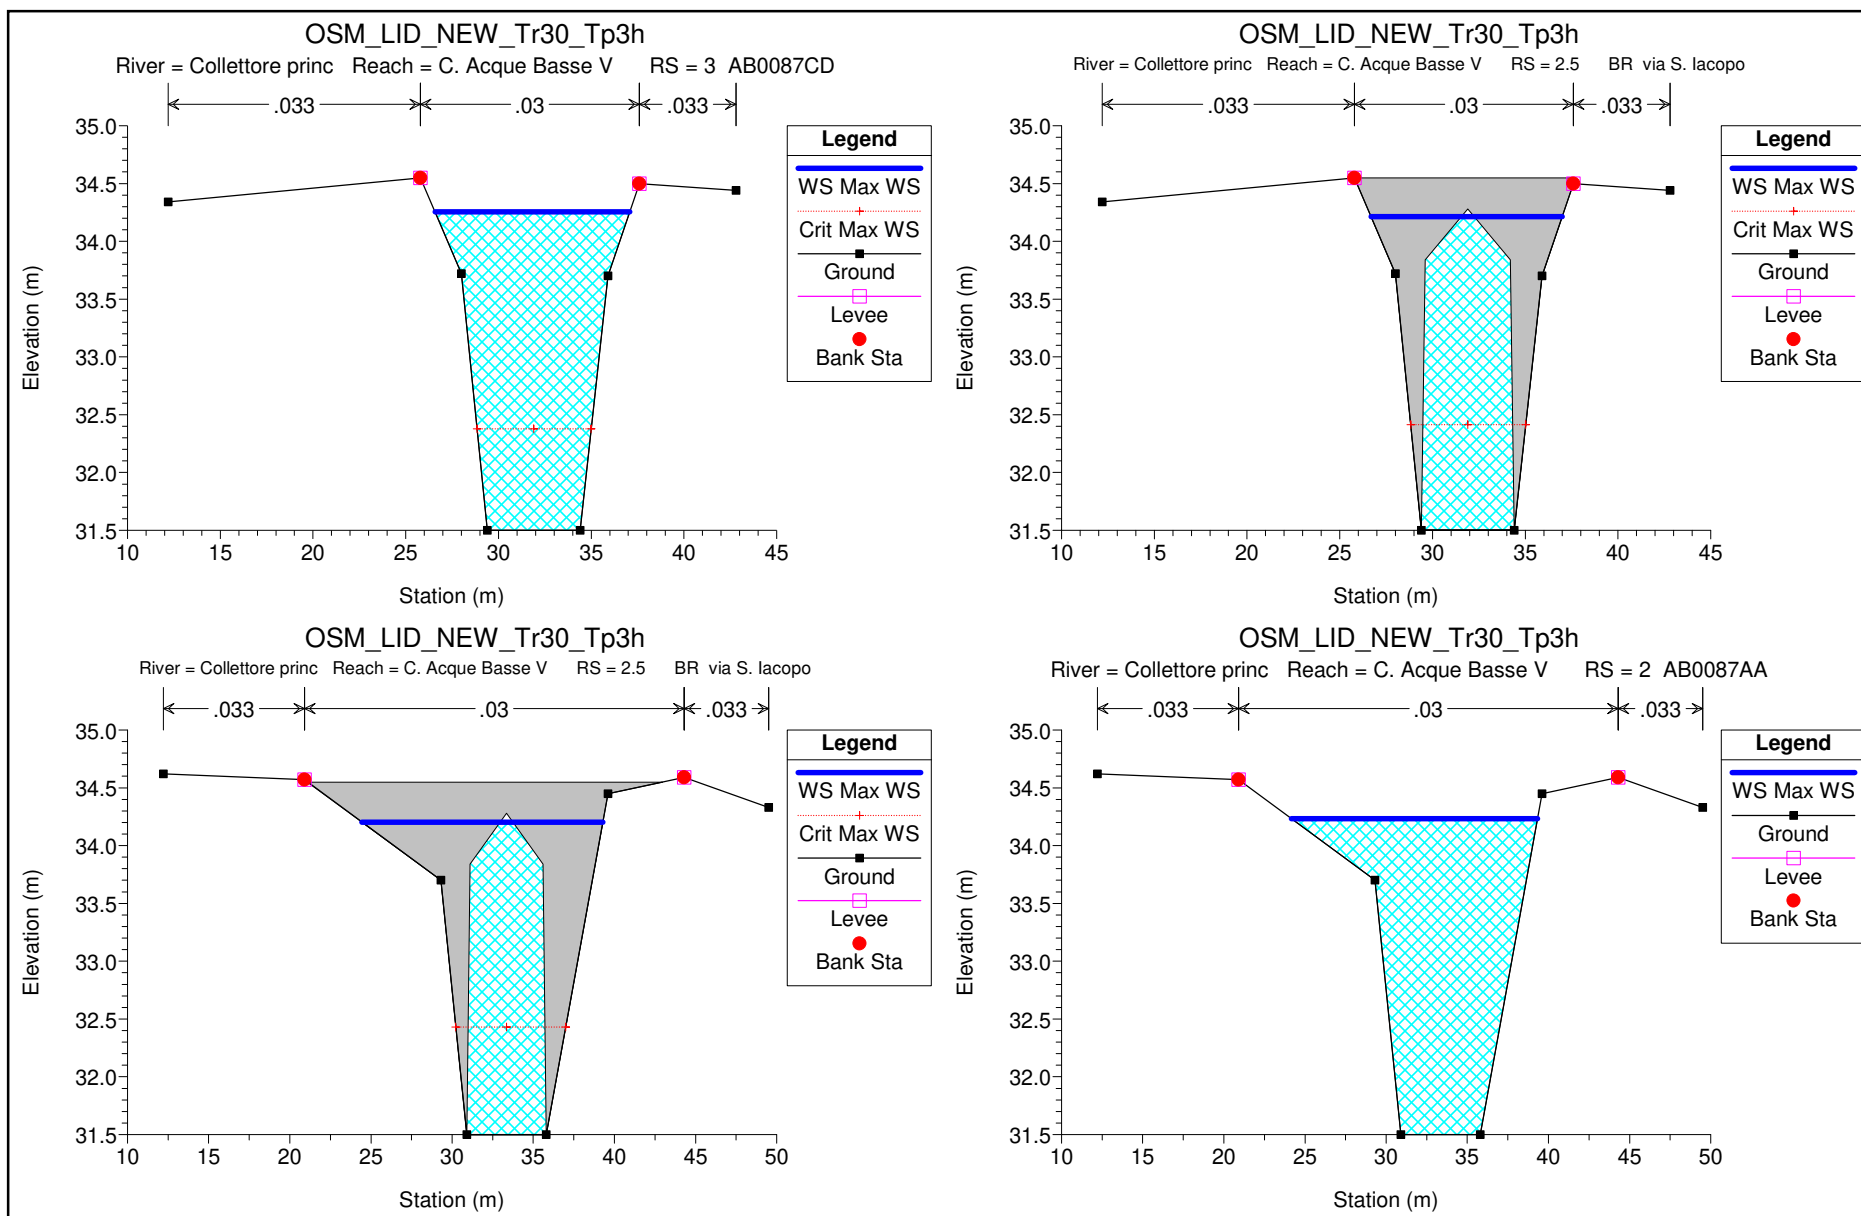 OSM_LID_NEW_Tr30_Tp3h
River = Collettore princ Reach = C. Acque Basse V RS = 3 AB0087CD
.033 .03 .033
35.0
34.5
34.0
33.5
33.0
32.5
32.0
31.5
10 15 20 25 30 35 40 45
Station (m)
Elevation (m)
Legend
WS Max WS
Crit Max WS
Ground
Levee
Bank Sta
OSM_LID_NEW_Tr30_Tp3h
River = Collettore princ Reach = C. Acque Basse V RS = 2.5 BR via S. Iacopo
.033 .03 .033
35.0
34.5
34.0
33.5
33.0
32.5
32.0
31.5
10 15 20 25 30 35 40 45
Station (m)
Elevation (m)
Legend
WS Max WS
Crit Max WS
Ground
Levee
Bank Sta
OSM_LID_NEW_Tr30_Tp3h
River = Collettore princ Reach = C. Acque Basse V RS = 2.5 BR via S. Iacopo
.033 .03 .033
35.0
34.5
34.0
33.5
33.0
32.5
32.0
31.5
10 15 20 25 30 35 40 45 50
Station (m)
Elevation (m)
Legend
WS Max WS
Crit Max WS
Ground
Levee
Bank Sta
OSM_LID_NEW_Tr30_Tp3h
River = Collettore princ Reach = C. Acque Basse V RS = 2 AB0087AA
.033 .03 .033
35.0
34.5
34.0
33.5
33.0
32.5
32.0
31.5
10 15 20 25 30 35 40 45 50
Station (m)
Elevation (m)
Legend
WS Max WS
Ground
Levee
Bank Sta